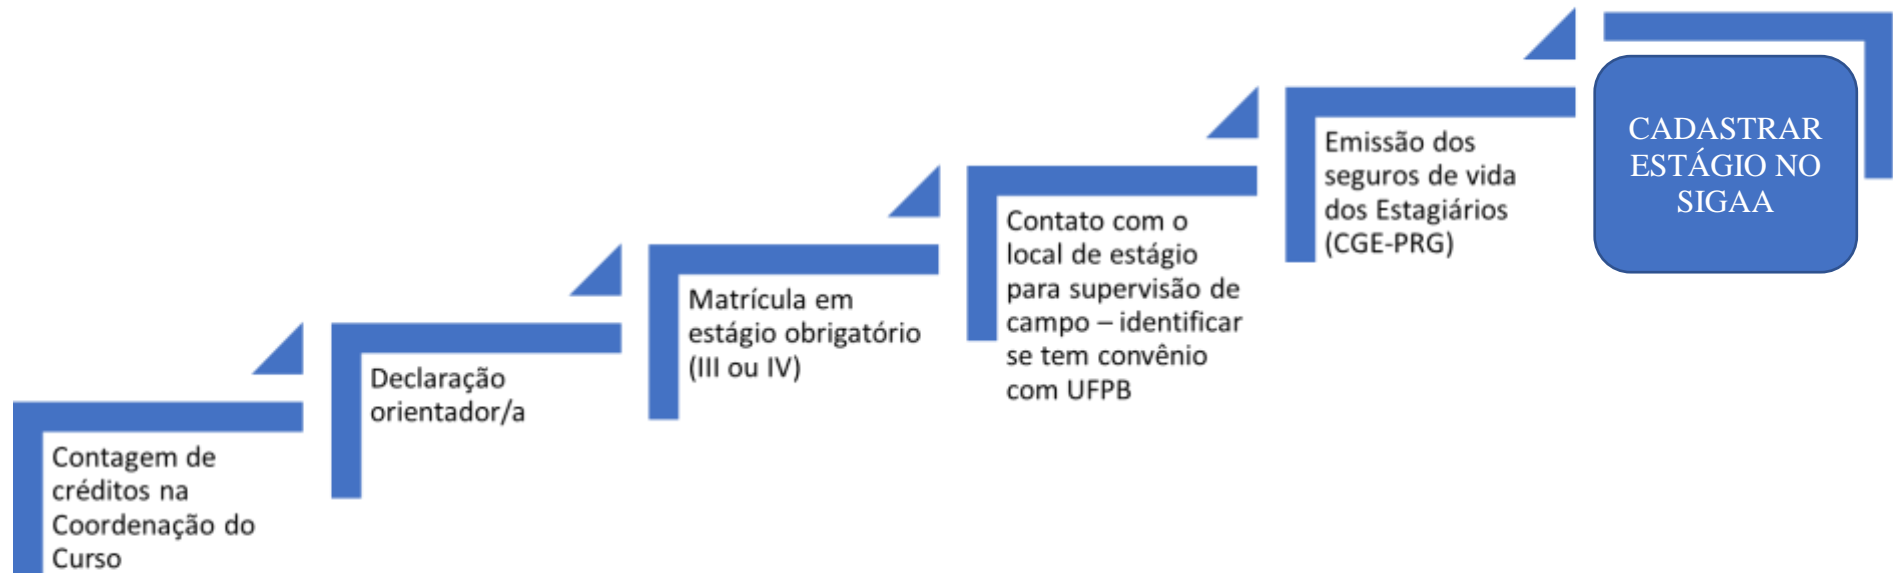 Contagem de
créditos na
Coordenação do
Curso
Declaração
orientador/a
Matrícula em
estágio obrigatório
(III ou IV)
Contato com o
local de estágio
para supervisão de
campo – identificar
se tem convênio
com UFPB
Emissão dos
seguros de vida
dos Estagiários
(CGE-PRG)
CADASTRAR
ESTÁGIO NO
SIGAA